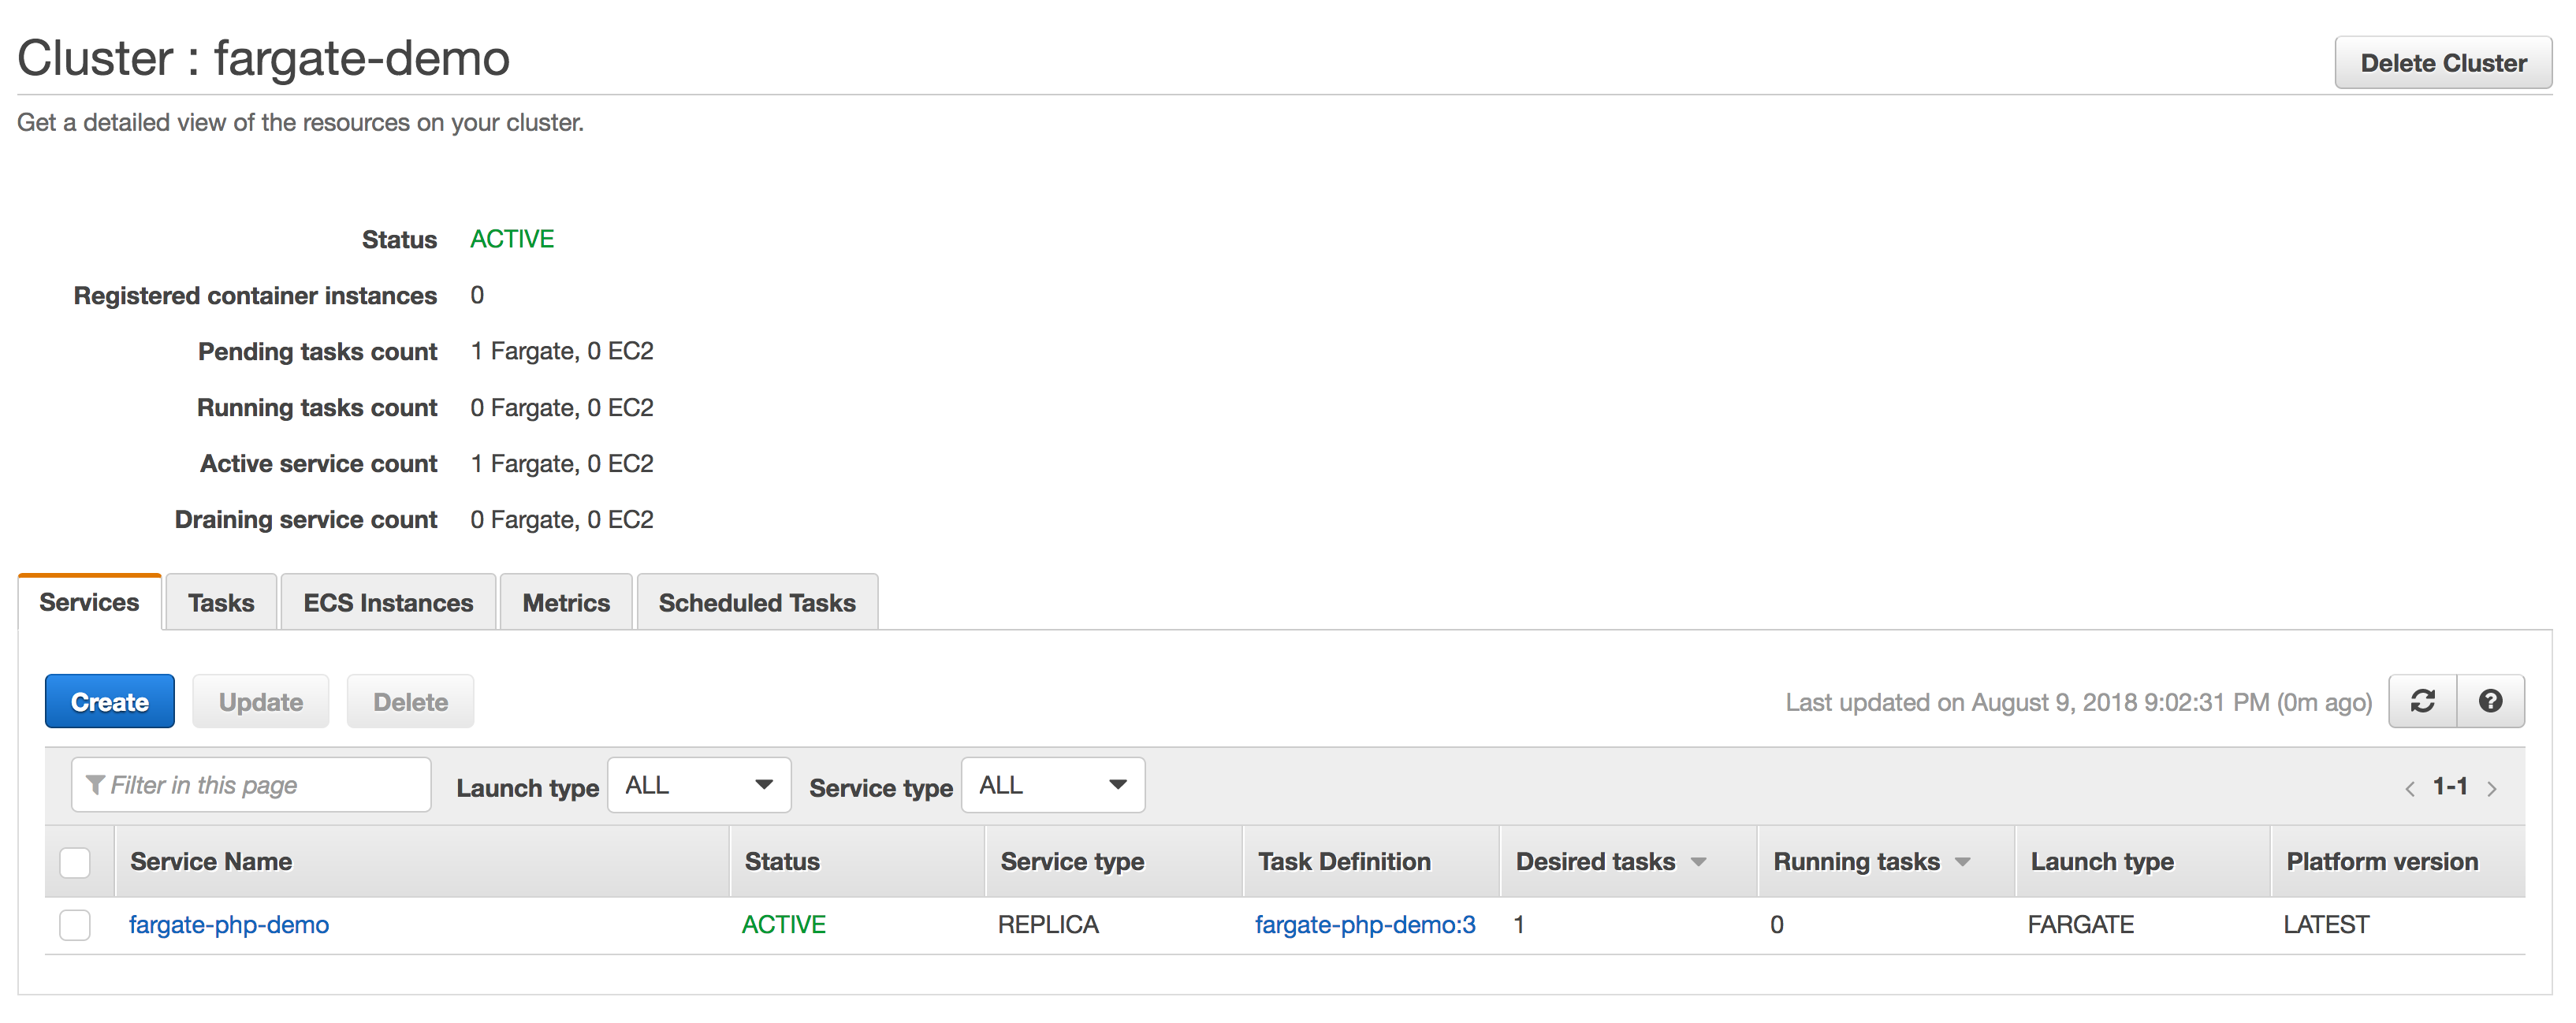 Cluster : fargate-demo
Delete Cluster
Get a detailed view of the resources on your cluster.
Status ACTIVE
Registered container instances 0
Pending tasks count 1 Fargate, 0 EC2
Running tasks count 0 Fargate, 0 EC2
Active service count 1 Fargate, 0 EC2
Draining service count 0 Fargate, 0 EC2
Services Tasks ECS Instances Metrics Scheduled Tasks
Create Update Delete Last updated on August 9, 2018 9:02:31 PM (0m ago)
Filter in this page Launch type ALL Service type ALL < 1-1 >
Service Name Status Service type Task Definition Desired tasks Running tasks Launch type Platform version
fargate-php-demo ACTIVE REPLICA fargate-php-demo:3 1 0 FARGATE LATEST